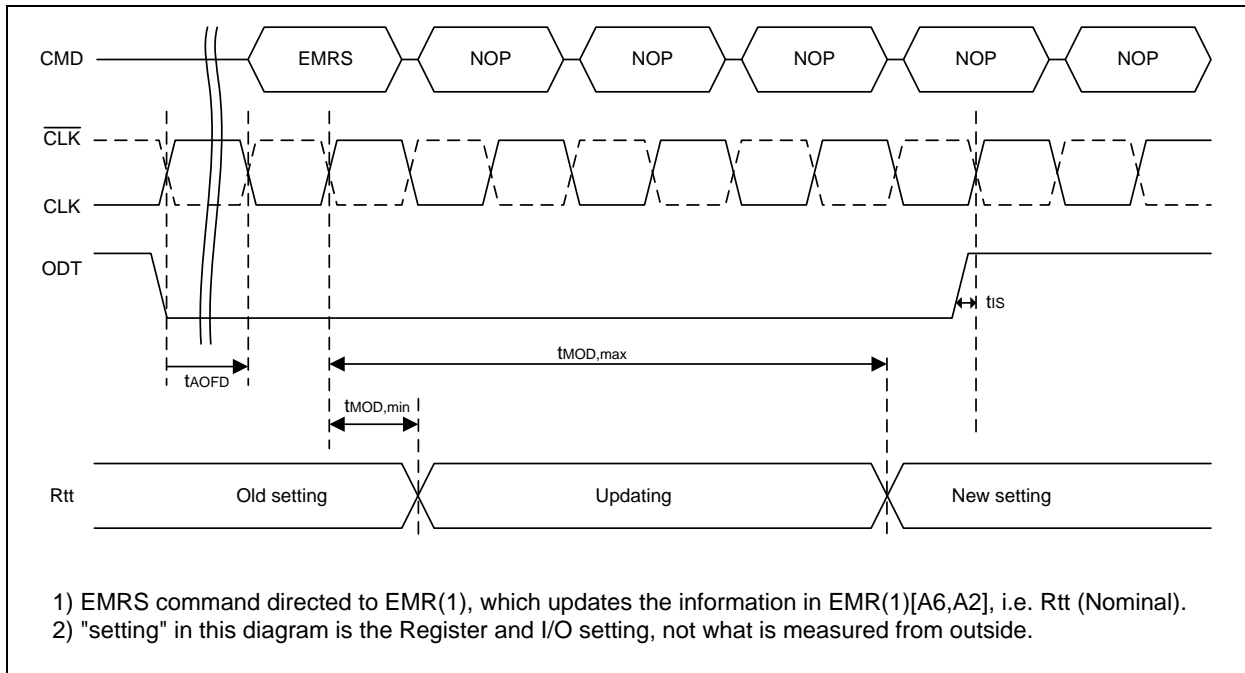 CMD
EMRS
NOP
NOP
NOP
NOP
NOP
CLK
CLK
ODT
tIS
tMOD,max
tAOFD
tMOD,min
Rtt
Old setting
Updating
New setting
1) EMRS command directed to EMR(1), which updates the information in EMR(1)[A6,A2], i.e. Rtt (Nominal).
2) "setting" in this diagram is the Register and I/O setting, not what is measured from outside.